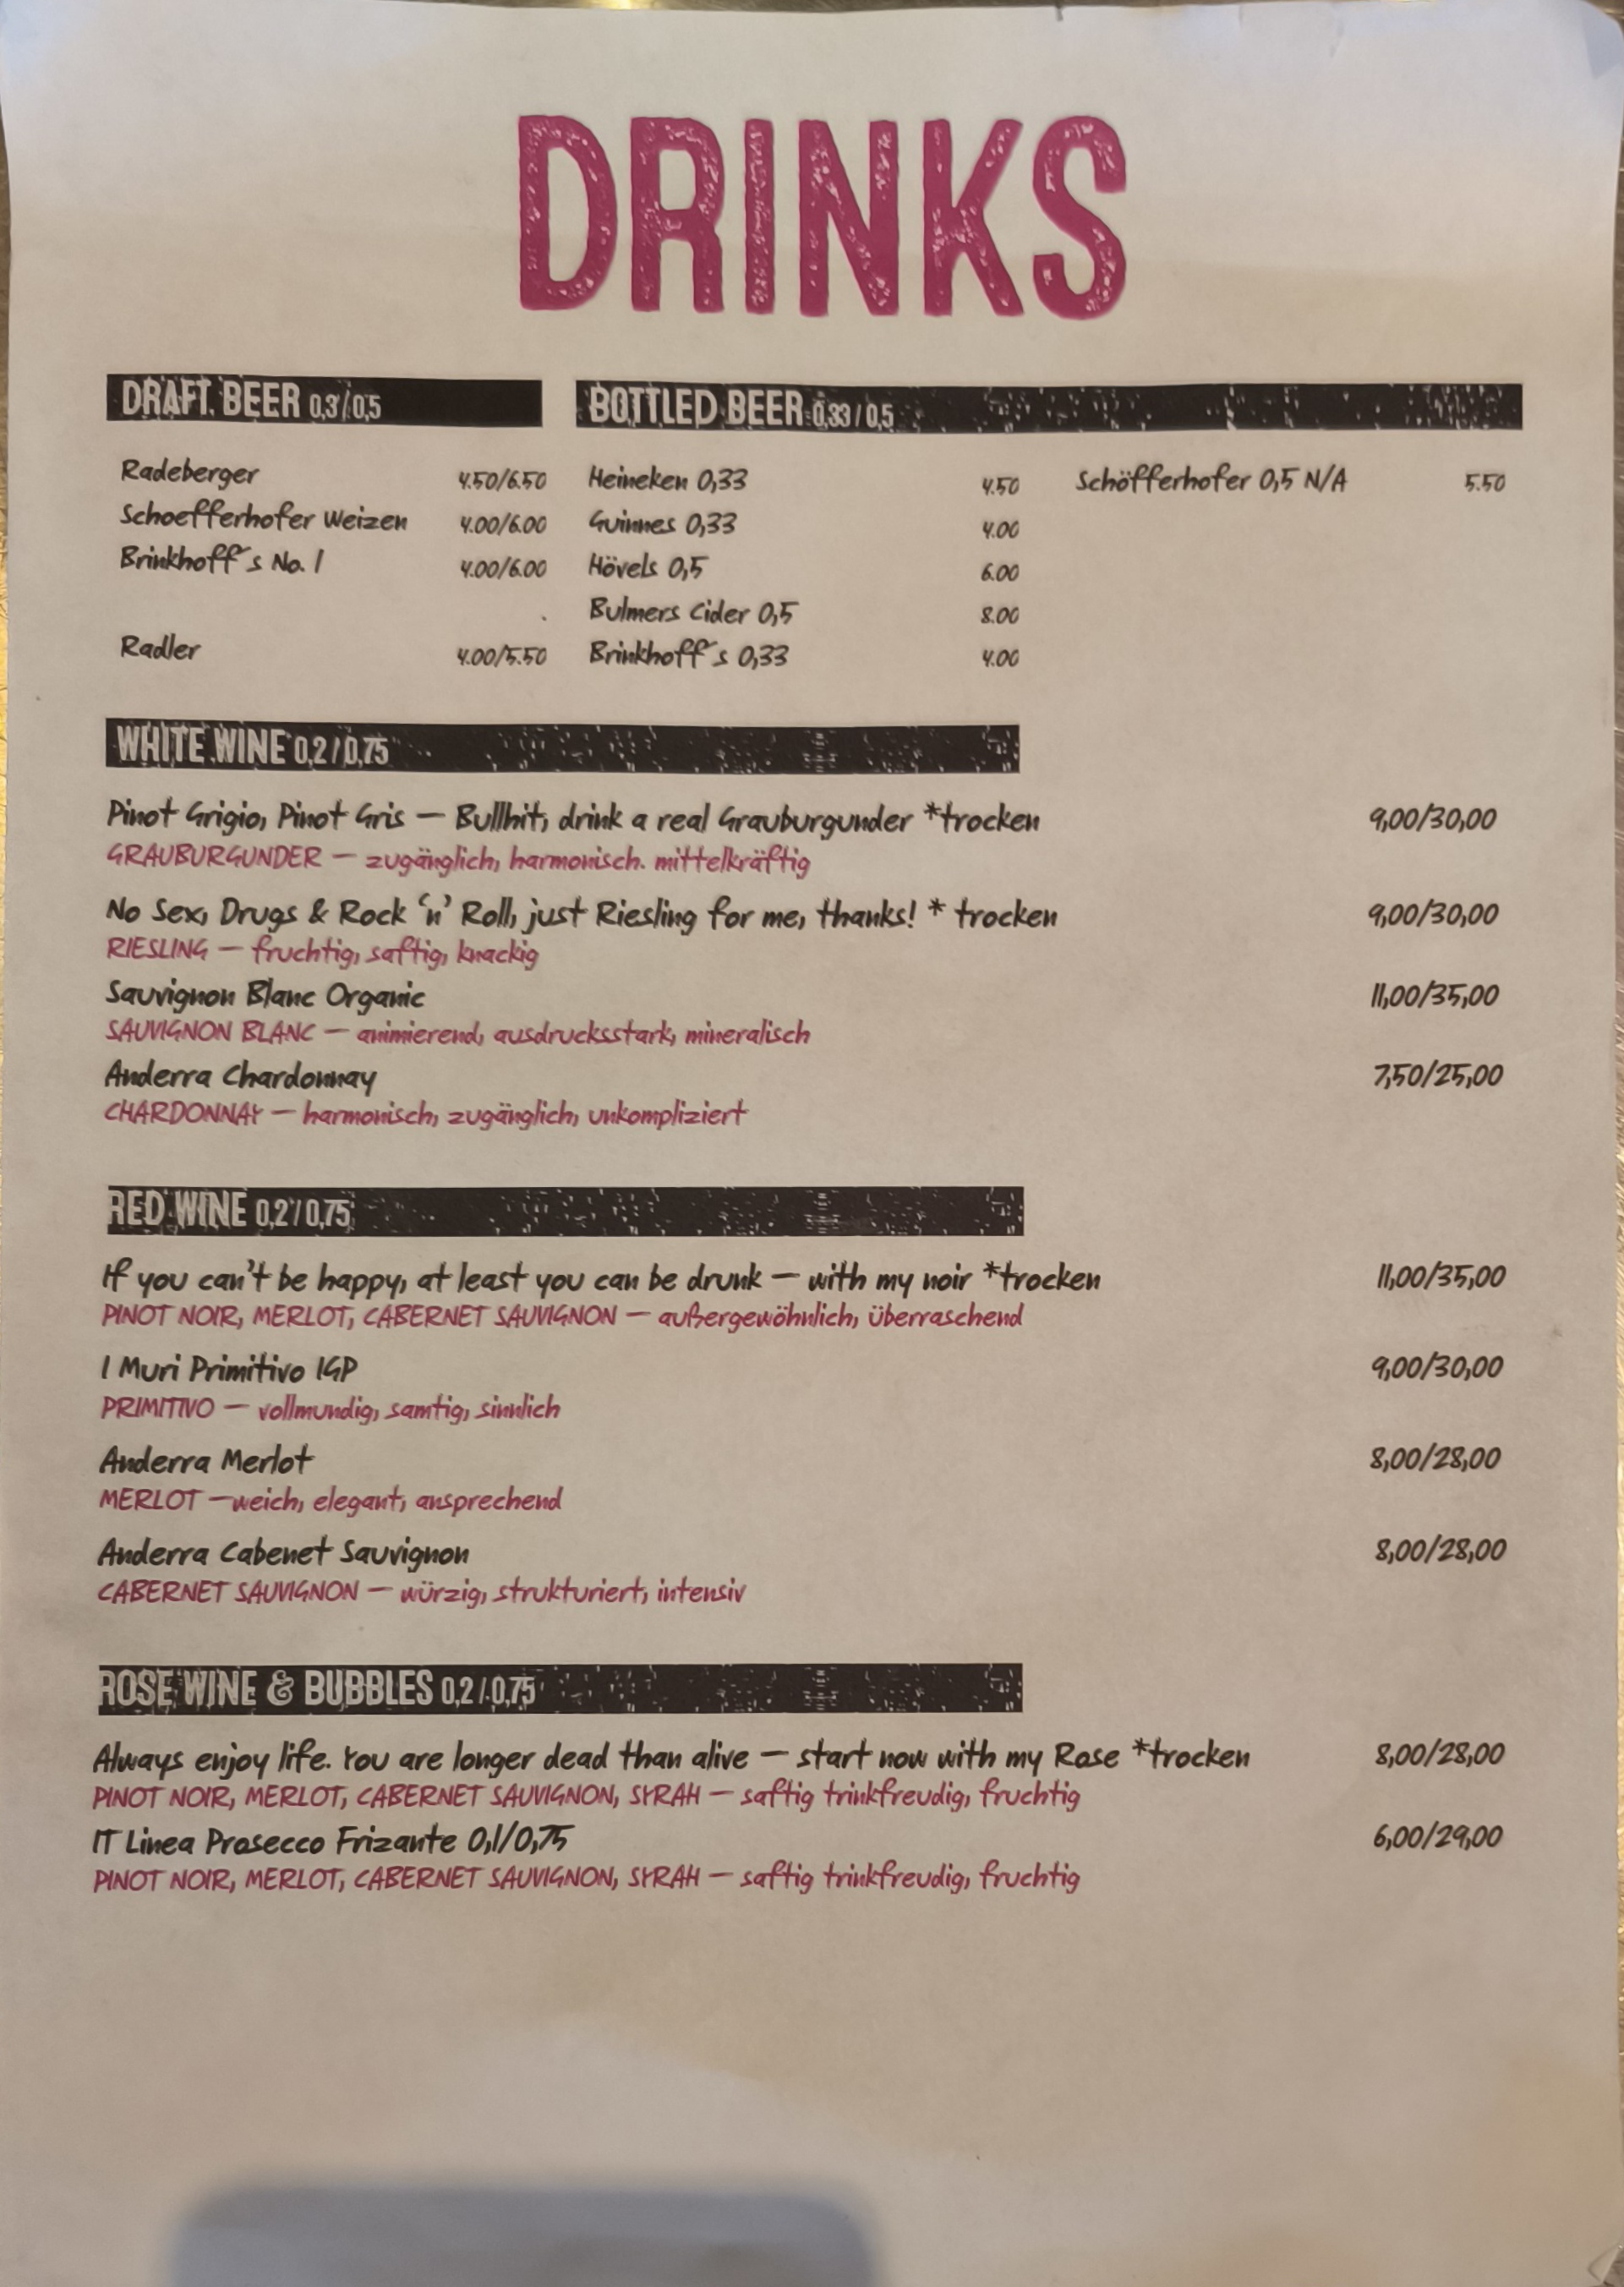 DRINKS
DRAFT BEER 0,3/0,5
Radeberger 4.50/6.50
Schoefferhofer Weizen 4.00/6.00
Brinkhoff´s No. 1 4.00/6.00
Radler 4.00/5.50
BOTTLED BEER 0,33 / 0,5
Heineken 0,33 4.50
Guinnes 0,33 4.00
Hövels 0,5 6.00
Bulmers Cider 0,5 8.00
Brinkhoff´s 0,33 4.00
Schöfferhofer 0,5 N/A 5.50
WHITE WINE 0,2 / 0,75
Pinot Grigio, Pinot Gris – Bullhit, drink a real Grauburgunder *trocken 9,00/30,00
GRAUBURGUNDER – zugänglich, harmonisch. mittelkräftig
No Sex, Drugs & Rock ‘n’ Roll, just Riesling for me, thanks! * trocken 9,00/30,00
RIESLING – fruchtig, saftig, knackig
Sauvignon Blanc Organic 11,00/35,00
SAUVIGNON BLANC – animierend, ausdrucksstark, mineralisch
Anderra Chardonnay 7,50/25,00
CHARDONNAY – harmonisch, zugänglich, unkompliziert
RED WINE 0,2 / 0,75
If you can't be happy, at least you can be drunk – with my noir *trocken 11,00/35,00
PINOT NOIR, MERLOT, CABERNET SAUVIGNON – außergewöhnlich, überraschend
I Muri Primitivo IGP 9,00/30,00
PRIMITIVO – vollmundig, samtig, sinnlich
Anderra Merlot 8,00/28,00
MERLOT –weich, elegant, ansprechend
Anderra Cabenet Sauvignon 8,00/28,00
CABERNET SAUVIGNON – würzig, strukturiert, intensiv
ROSE WINE & BUBBLES 0,2 / 0,75
Always enjoy life. You are longer dead than alive – start now with my Rose *trocken 8,00/28,00
PINOT NOIR, MERLOT, CABERNET SAUVIGNON, SYRAH – saftig trinkfreudig, fruchtig
IT Linea Prosecco Frizante 0,1/0,75 6,00/29,00
PINOT NOIR, MERLOT, CABERNET SAUVIGNON, SYRAH – saftig trinkfreudig, fruchtig